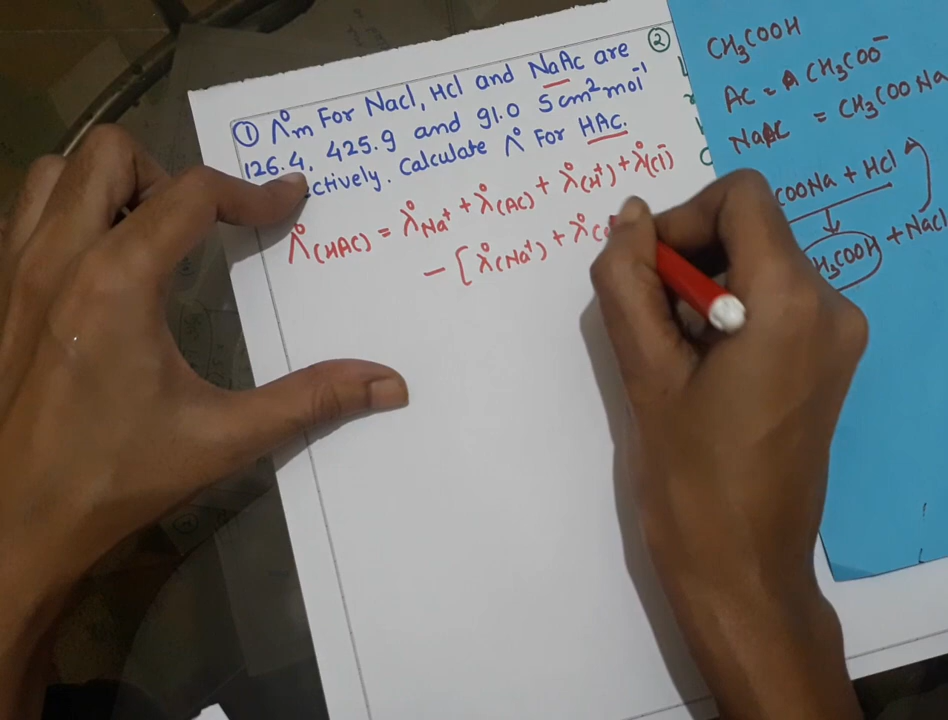 ① Λ°m For Nacl, Hcl and NaAc are
126.4, 425.9 and 91.0 S cm² mol⁻¹
ctively. Calculate Λ° For HAc.
Λ°(HAC) = λ°Na⁺ + λ°(AC) + λ°(H⁺) + λ°(Cl⁻)
- [λ°(Na⁺) + λ°(C
②
CH₃COOH
AC = CH₃COO⁻
NaAC = CH₃COONa
COONa + HCl
H₃COOH + NaCl